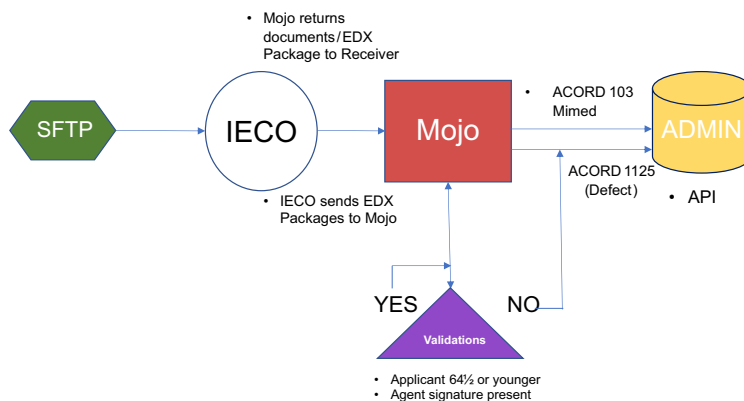 • Mojo returns
documents/EDX
Package to Receiver
SFTP
IECO
Mojo
• ACORD 103
Mimed
ADMIN
ACORD 1125
(Defect)
• API
• IECO sends EDX
Packages to Mojo
YES
NO
Validations
• Applicant 64½ or younger
• Agent signature present